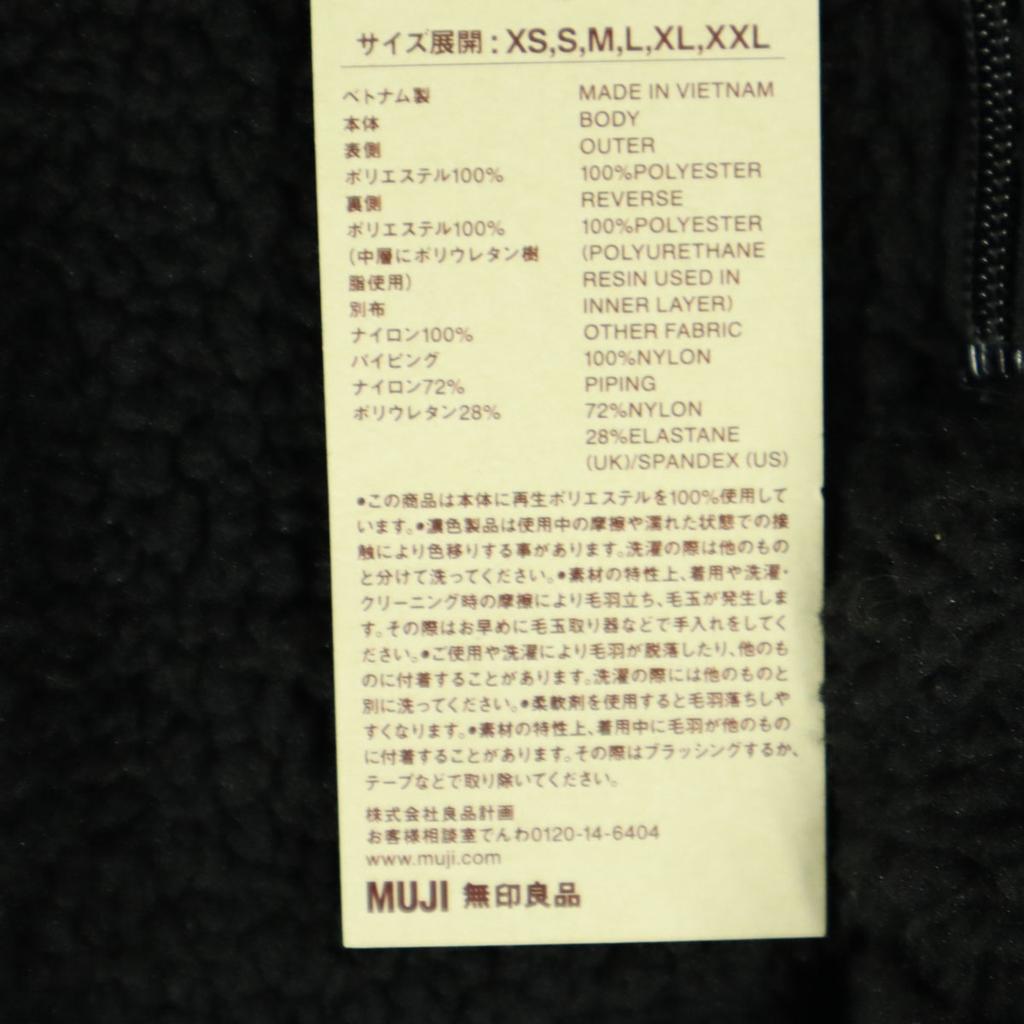 サイズ展開：XS,S,M,L,XL,XXL
ベトナム製 MADE IN VIETNAM
本体 BODY
表側 OUTER
ポリエステル100% 100%POLYESTER
裏側 REVERSE
ポリエステル100% 100%POLYESTER
(中層にポリウレタン樹 (POLYURETHANE
脂使用) RESIN USED IN
別布 INNER LAYER)
ナイロン100% OTHER FABRIC
パイピング 100%NYLON
ナイロン72% PIPING
ポリウレタン28% 72%NYLON
28%ELASTANE
(UK)/SPANDEX (US)
●この商品は本体に再生ポリエステルを100%使用して
います。●濃色製品は使用中の摩擦や濡れた状態での接
触により色移りする事があります。洗濯の際は他のもの
と分けて洗ってください。●素材の特性上、着用や洗濯・
クリーニング時の摩擦により毛羽立ち、毛玉が発生しま
す。その際はお早めに毛玉取り器などで手入れをしてく
ださい。●ご使用や洗濯により毛羽が脱落したり、他のも
のに付着することがあります。洗濯の際には他のものと
別に洗ってください。●柔軟剤を使用すると毛羽落ちしや
すくなります。●素材の特性上、着用中に毛羽が他のもの
に付着することがあります。その際はブラッシングするか、
テープなどで取り除いてください。
株式会社良品計画
お客様相談室でんわ0120-14-6404
www.muji.com
MUJI 無印良品